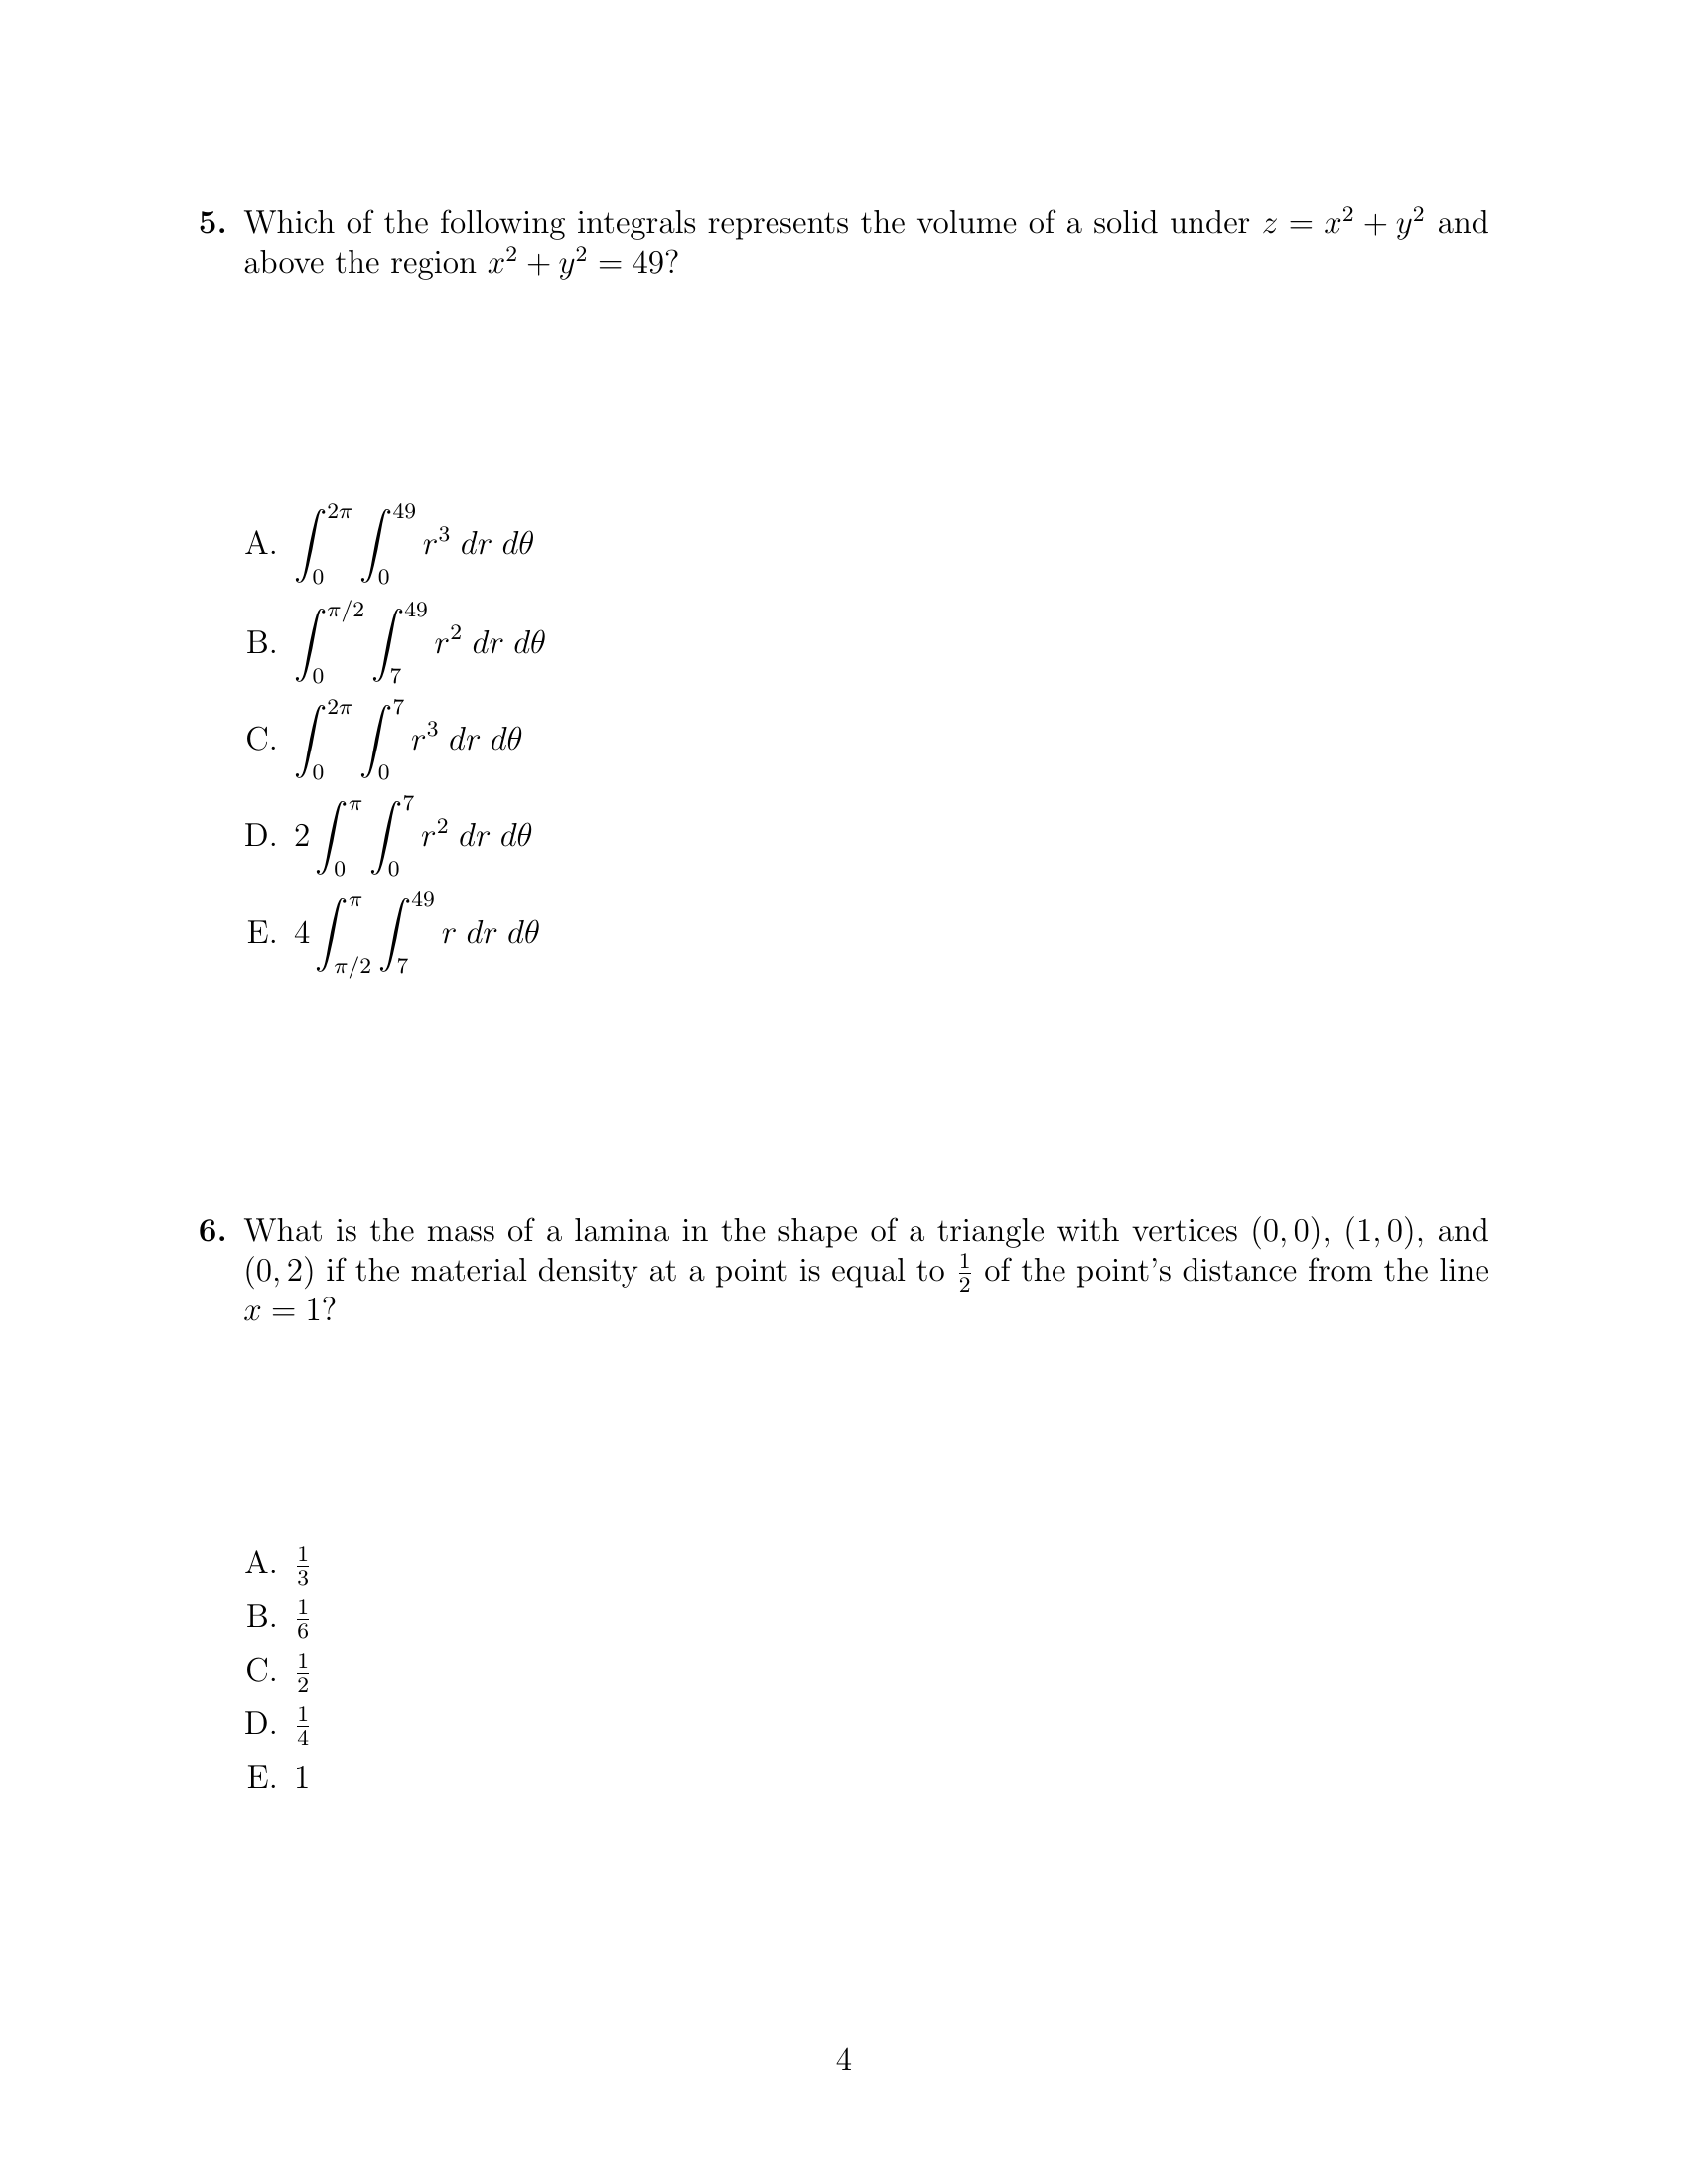 5. Which of the following integrals represents the volume of a solid under $z = x^2 + y^2$ and
above the region $x^2 + y^2 = 49$?
A. $\int_0^{2\pi} \int_0^{49} r^3 \ dr \ d\theta$
B. $\int_0^{\pi/2} \int_7^{49} r^2 \ dr \ d\theta$
C. $\int_0^{2\pi} \int_0^7 r^3 \ dr \ d\theta$
D. $2 \int_0^{\pi} \int_0^7 r^2 \ dr \ d\theta$
E. $4 \int_{\pi/2}^{\pi} \int_7^{49} r \ dr \ d\theta$
6. What is the mass of a lamina in the shape of a triangle with vertices $(0, 0)$, $(1, 0)$, and
$(0, 2)$ if the material density at a point is equal to $\frac{1}{2}$ of the point's distance from the line
$x = 1$?
A. $\frac{1}{3}$
B. $\frac{1}{6}$
C. $\frac{1}{2}$
D. $\frac{1}{4}$
E. 1
4